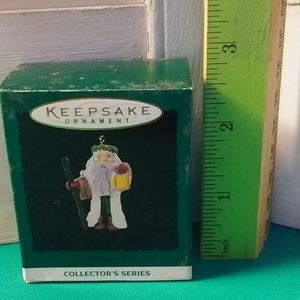 KEEPSAKE
ORNAMENT
COLLECTOR'S SERIES
3
2
1
inch